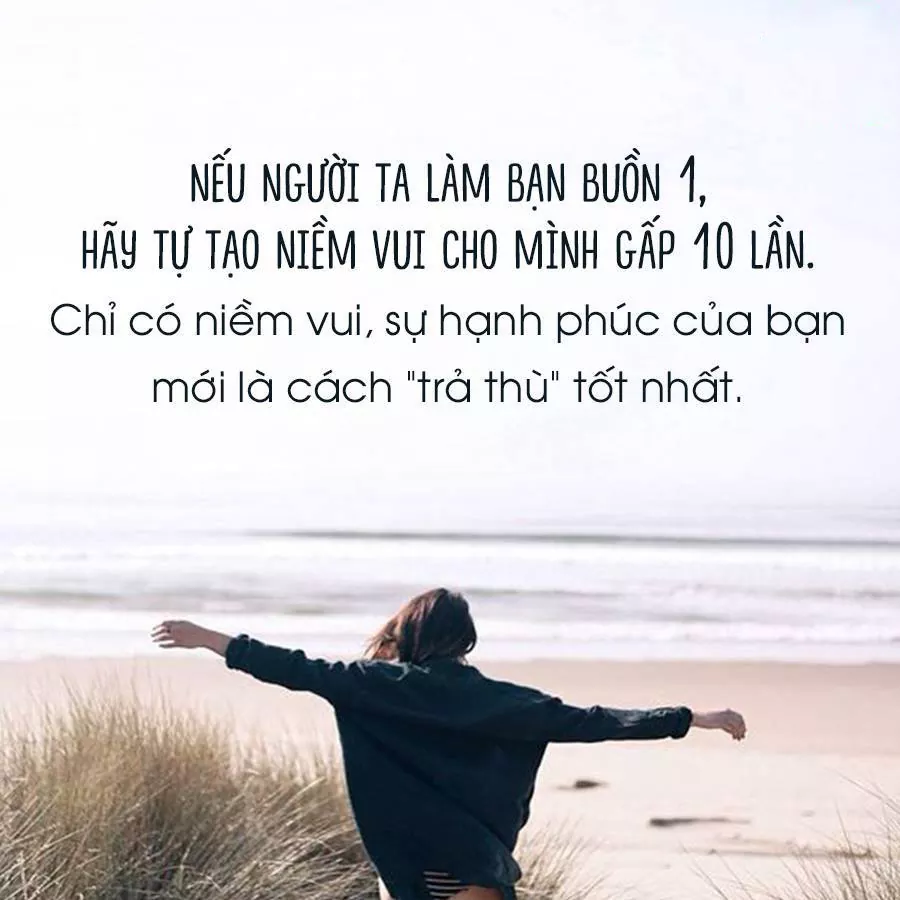 NẾU NGƯỜI TA LÀM BẠN BUỒN 1,
HÃY TỰ TẠO NIỀM VUI CHO MÌNH GẤP 10 LẦN.
Chỉ có niềm vui, sự hạnh phúc của bạn
mới là cách "trả thù" tốt nhất.